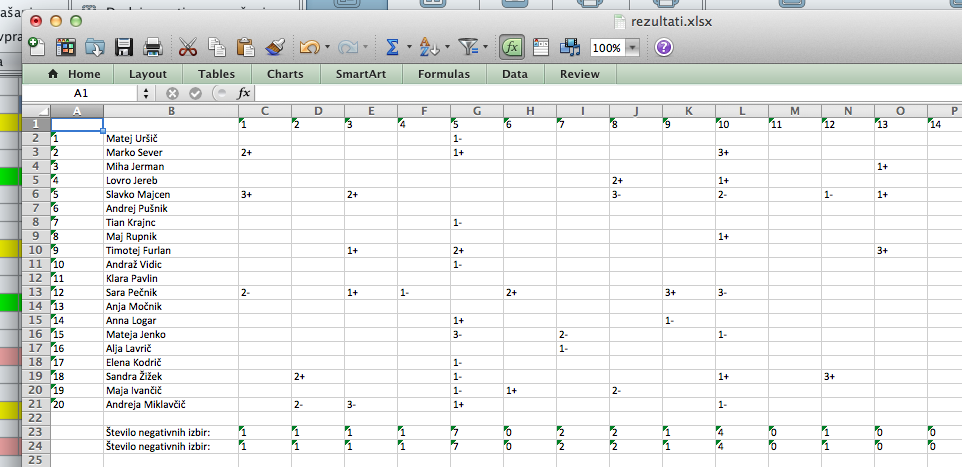 ašanj
vpra
a
rezultati.xlsx
100%
Home Layout Tables Charts SmartArt Formulas Data Review
A1 fx
A B C D E F G H I J K L M N O P
1 1 2 3 4 5 6 7 8 9 10 11 12 13 14
2 1 Matej Uršič 1-
3 2 Marko Sever 2+ 1+ 3+
4 3 Miha Jerman 1+
5 4 Lovro Jereb 2+ 1+
6 5 Slavko Majcen 3+ 2+ 3- 2- 1- 1+
7 6 Andrej Pušnik
8 7 Tian Krajnc 1-
9 8 Maj Rupnik 1+
10 9 Timotej Furlan 1+ 2+ 3+
11 10 Andraž Vidic 1-
12 11 Klara Pavlin
13 12 Sara Pečnik 2- 1+ 1- 2+ 3+ 3-
14 13 Anja Močnik
15 14 Anna Logar 1+ 1-
16 15 Mateja Jenko 3- 2- 1-
17 16 Alja Lavrič 1-
18 17 Elena Kodrič 1-
19 18 Sandra Žižek 2+ 1- 1+ 3+
20 19 Maja Ivančič 1- 1+ 2-
21 20 Andreja Miklavčič 2- 3- 1+ 1-
22
23 Število negativnih izbir: 1 1 1 1 7 0 2 2 1 4 0 1 0 0
24 Število negativnih izbir: 1 1 1 1 7 0 2 2 1 4 0 1 0 0
25